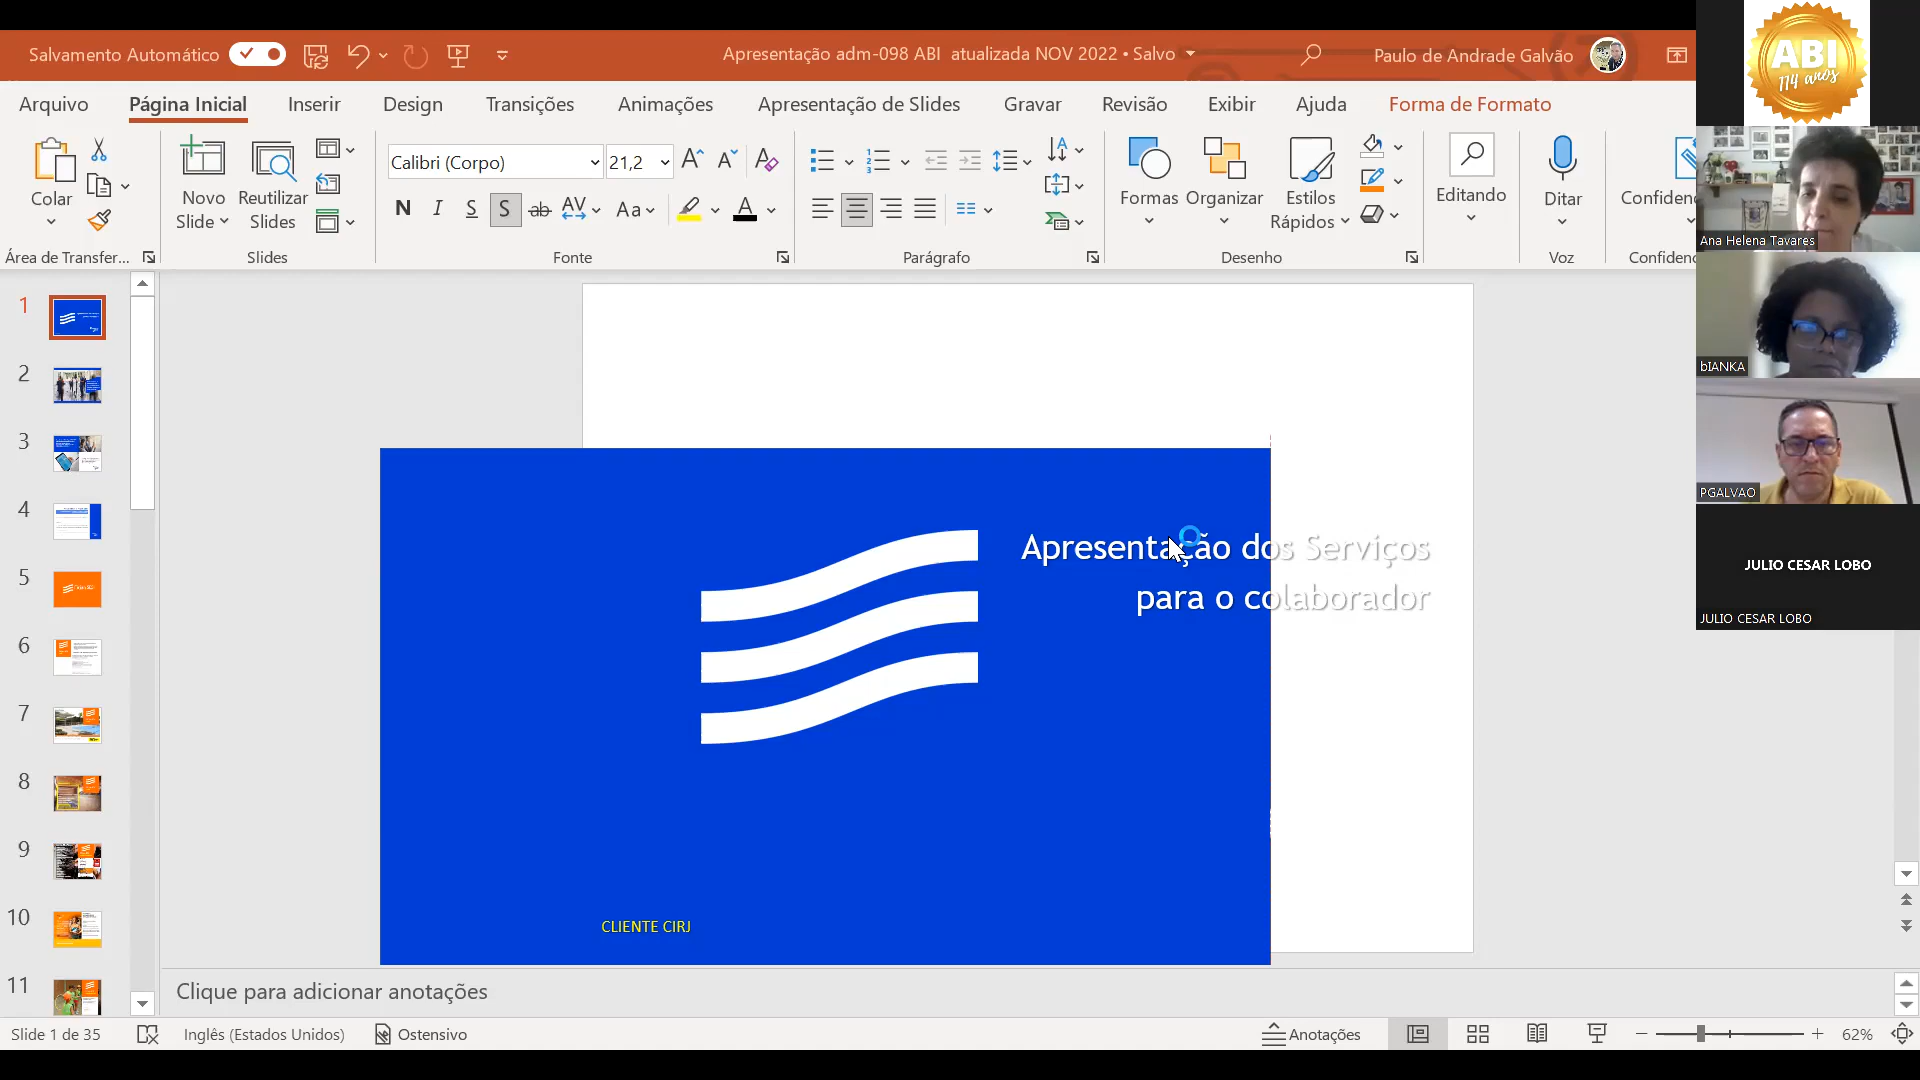 Salvamento Automático
Apresentação adm-098 ABI atualizada NOV 2022 • Salvo
Paulo de Andrade Galvão
Arquivo
Página Inicial
Inserir
Design
Transições
Animações
Apresentação de Slides
Gravar
Revisão
Exibir
Ajuda
Forma de Formato
Colar
Novo
Slide
Reutilizar
Slides
Calibri (Corpo)
21,2
N I S S ab AV Aa A
Formas
Organizar
Estilos
Rápidos
Editando
Ditar
Confidenc
Área de Transfer...
Slides
Fonte
Parágrafo
Desenho
Voz
Confidenc
ABI
114 anos
Ana Helena Tavares
bIANKA
PGALVAO
JULIO CESAR LOBO
JULIO CESAR LOBO
1
2
3
4
5
6
7
8
9
10
11
Apresentação dos Serviços
para o colaborador
CLIENTE CIRJ
Clique para adicionar anotações
Slide 1 de 35
Inglês (Estados Unidos)
Ostensivo
Anotações
62%